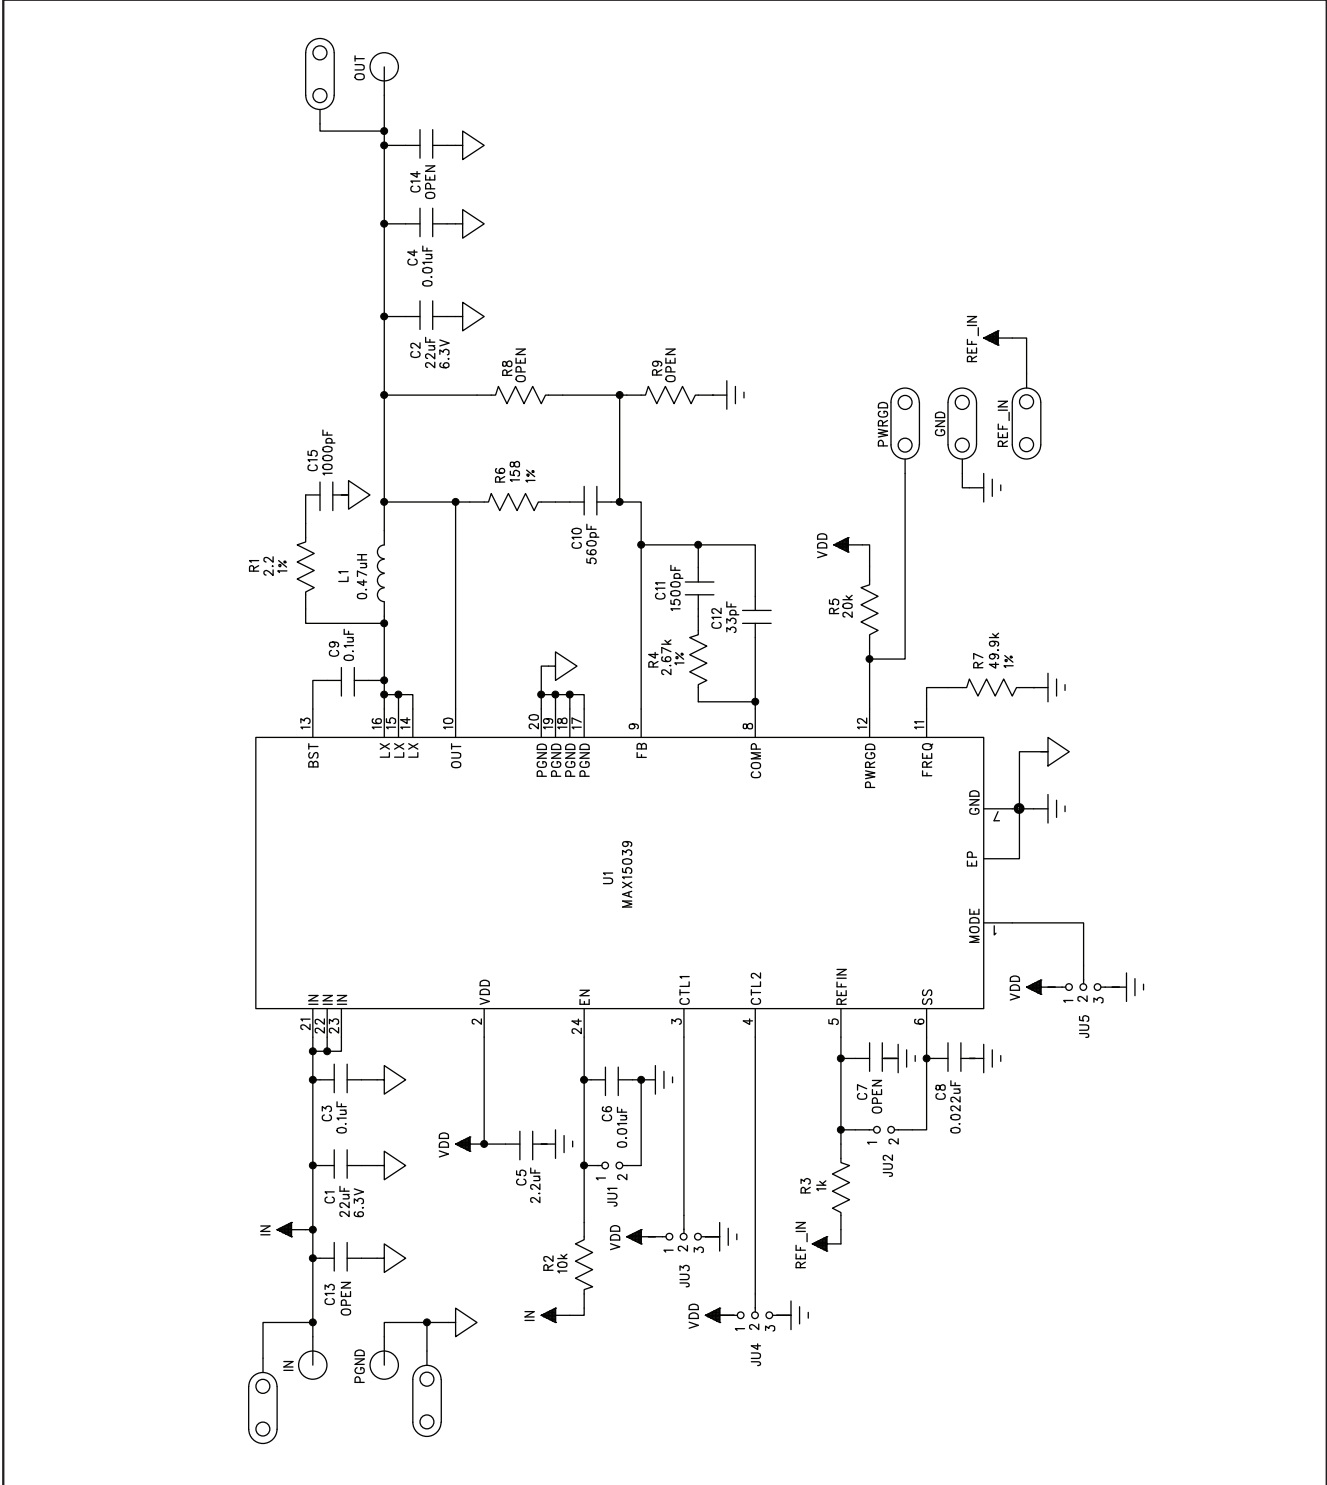 OUT
C14
OPEN
C4
0.01uF
C2
22uF
6.3V
R8
OPEN
R9
OPEN
REF_IN
PWRGD
GND
REF_IN
C15
1000pF
R6
158
1%
R1
2.2
1%
L1
0.47uH
C10
560pF
VDD
C11
1500pF
C12
33pF
R5
20k
C9
0.1uF
R4
2.67k
1%
R7
49.9k
1%
13
16
15
14
10
20
19
18
17
9
8
12
11
BST
LX
LX
LX
OUT
PGND
PGND
PGND
PGND
FB
COMP
PWRGD
FREQ
GND
7
EP
U1
MAX15039
MODE
1
IN
IN
IN
VDD
EN
CTL1
CTL2
REFIN
SS
21
22
23
2
24
3
4
5
6
VDD
1
2
3
JU5
C3
0.1uF
C6
0.01uF
C7
OPEN
C8
0.022uF
VDD
C5
2.2uF
1
2
JU1
1
2
JU2
C1
22uF
6.3V
R3
1k
IN
VDD
1
2
3
JU3
REF_IN
C13
OPEN
R2
10k
IN
VDD
1
2
3
JU4
IN
PGND